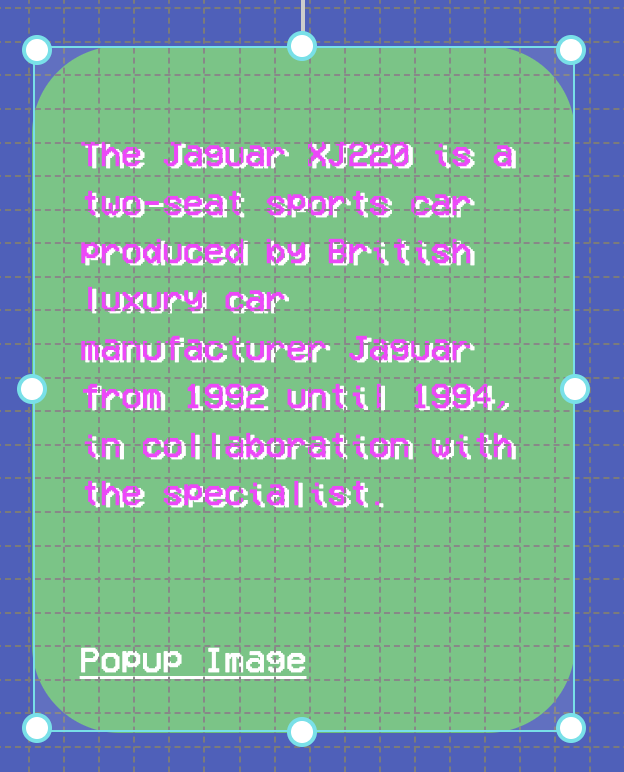 The Jaguar XJ220 is a
two-seat sports car
produced by British
luxury car
manufacturer Jaguar
from 1992 until 1994,
in collaboration with
the specialist.
Popup Image